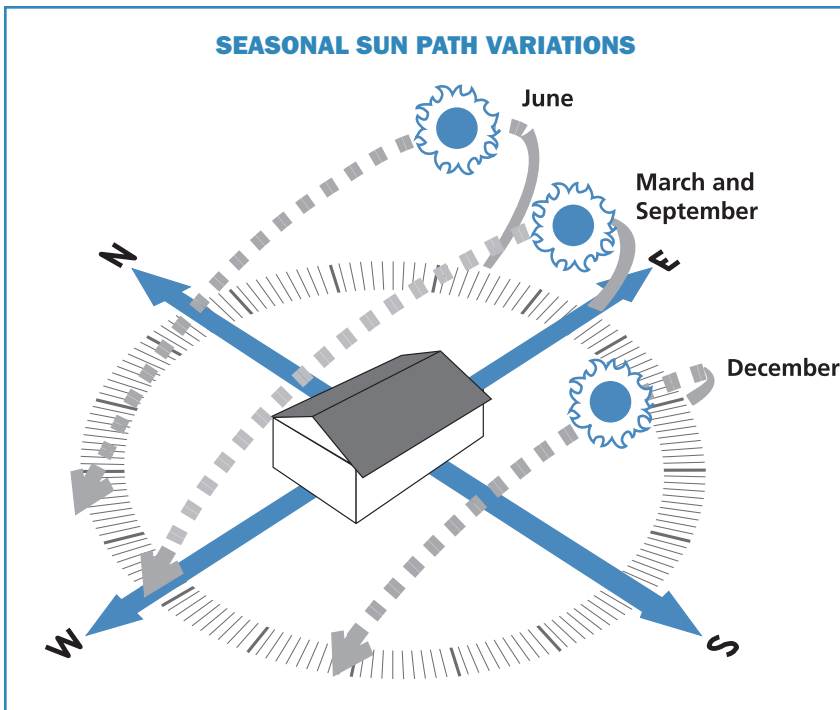 SEASONAL SUN PATH VARIATIONS
June
March and
September
N
E
December
W
S